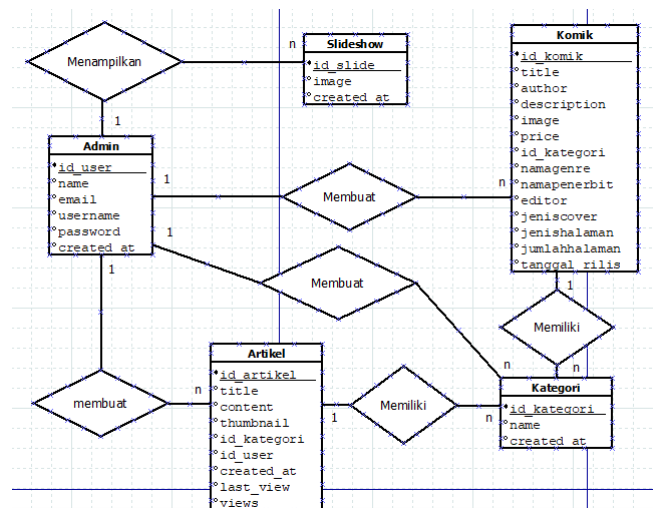 Menampilkan
1
n
Slideshow
id_slide
image
created_at
Komik
id_komik
title
author
description
image
price
id_kategori
namagenre
namapenerbit
editor
jeniscover
jenishalaman
jumlahhalaman
tanggal_rilis
Admin
id_user
name
email
username
password
created_at
1
Membuat
n
1
Membuat
n
1
membuat
n
1
Memiliki
n
Artikel
id_artikel
title
content
thumbnail
id_kategori
id_user
created_at
last_view
views
1
Memiliki
n
Kategori
id_kategori
name
created_at